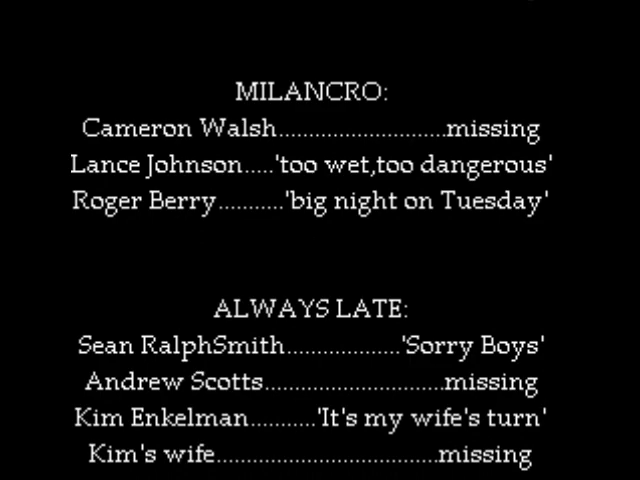 MILANCRO:
Cameron Walsh............................missing
Lance Johnson.....'too wet,too dangerous'
Roger Berry...........'big night on Tuesday'
ALWAYS LATE:
Sean RalphSmith...................'Sorry Boys'
Andrew Scotts..............................missing
Kim Enkelman...........'It's my wife's turn'
Kim's wife.....................................missing